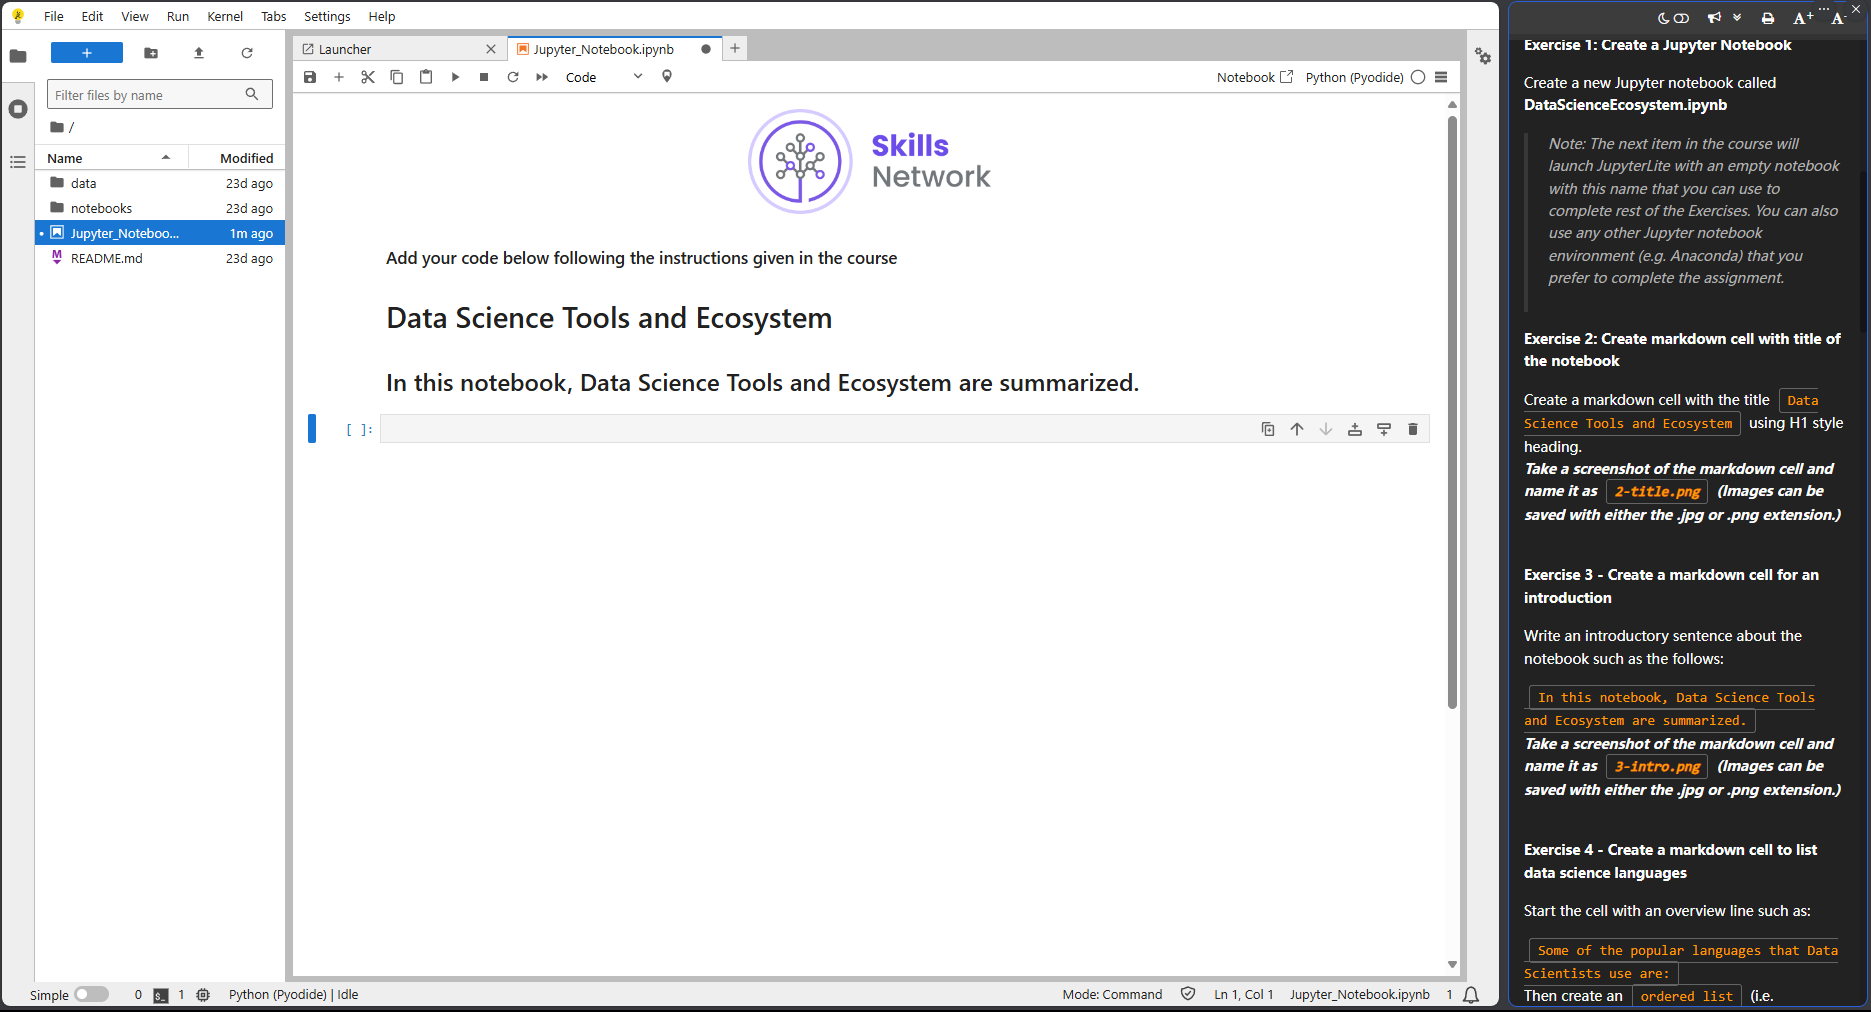 File Edit View Run Kernel Tabs Settings Help
+
Filter files by name
/
Name Modified
data 23d ago
notebooks 23d ago
Jupyter_Noteboo... 1m ago
README.md 23d ago
Launcher
Jupyter_Notebook.ipynb
Code
Notebook
Python (Pyodide)
Skills
Network
Add your code below following the instructions given in the course
Data Science Tools and Ecosystem
In this notebook, Data Science Tools and Ecosystem are summarized.
[ ]:
Simple 0 1 Python (Pyodide) | Idle
Mode: Command Ln 1, Col 1 Jupyter_Notebook.ipynb 1
A+ A-
Exercise 1: Create a Jupyter Notebook
Create a new Jupyter notebook called
DataScienceEcosystem.ipynb
Note: The next item in the course will
launch JupyterLite with an empty notebook
with this name that you can use to
complete rest of the Exercises. You can also
use any other Jupyter notebook
environment (e.g. Anaconda) that you
prefer to complete the assignment.
Exercise 2: Create markdown cell with title of
the notebook
Create a markdown cell with the title Data
Science Tools and Ecosystem using H1 style
heading.
Take a screenshot of the markdown cell and
name it as 2-title.png (Images can be
saved with either the .jpg or .png extension.)
Exercise 3 - Create a markdown cell for an
introduction
Write an introductory sentence about the
notebook such as the follows:
In this notebook, Data Science Tools
and Ecosystem are summarized.
Take a screenshot of the markdown cell and
name it as 3-intro.png (Images can be
saved with either the .jpg or .png extension.)
Exercise 4 - Create a markdown cell to list
data science languages
Start the cell with an overview line such as:
Some of the popular languages that Data
Scientists use are:
Then create an ordered list (i.e.